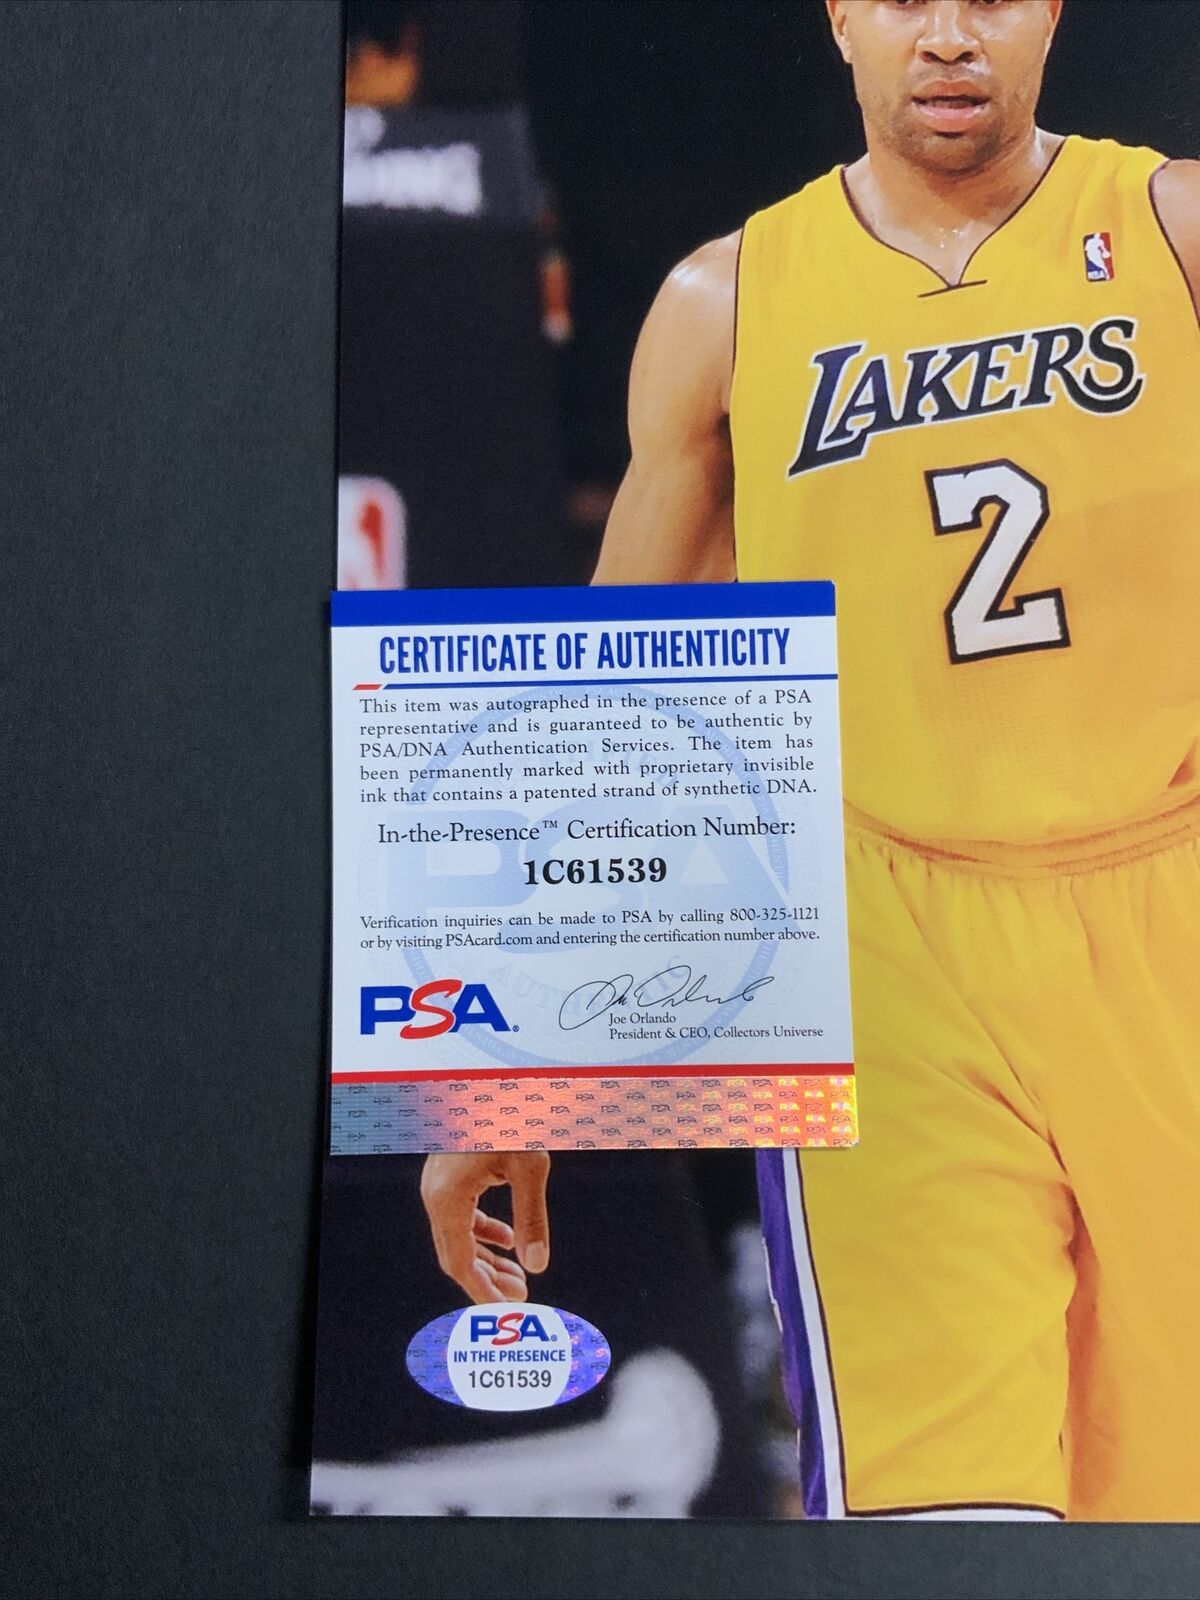 NBA
LAKERS
2
CERTIFICATE OF AUTHENTICITY
This item was autographed in the presence of a PSA
representative and is guaranteed to be authentic by
PSA/DNA Authentication Services. The item has
been permanently marked with proprietary invisible
ink that contains a patented strand of synthetic DNA.
In-the-Presence™ Certification Number:
1C61539
Verification inquiries can be made to PSA by calling 800-325-1121
or by visiting PSAcard.com and entering the certification number above.
PSA®
Joe Orlando
President & CEO, Collectors Universe
PSA®
IN THE PRESENCE
1C61539